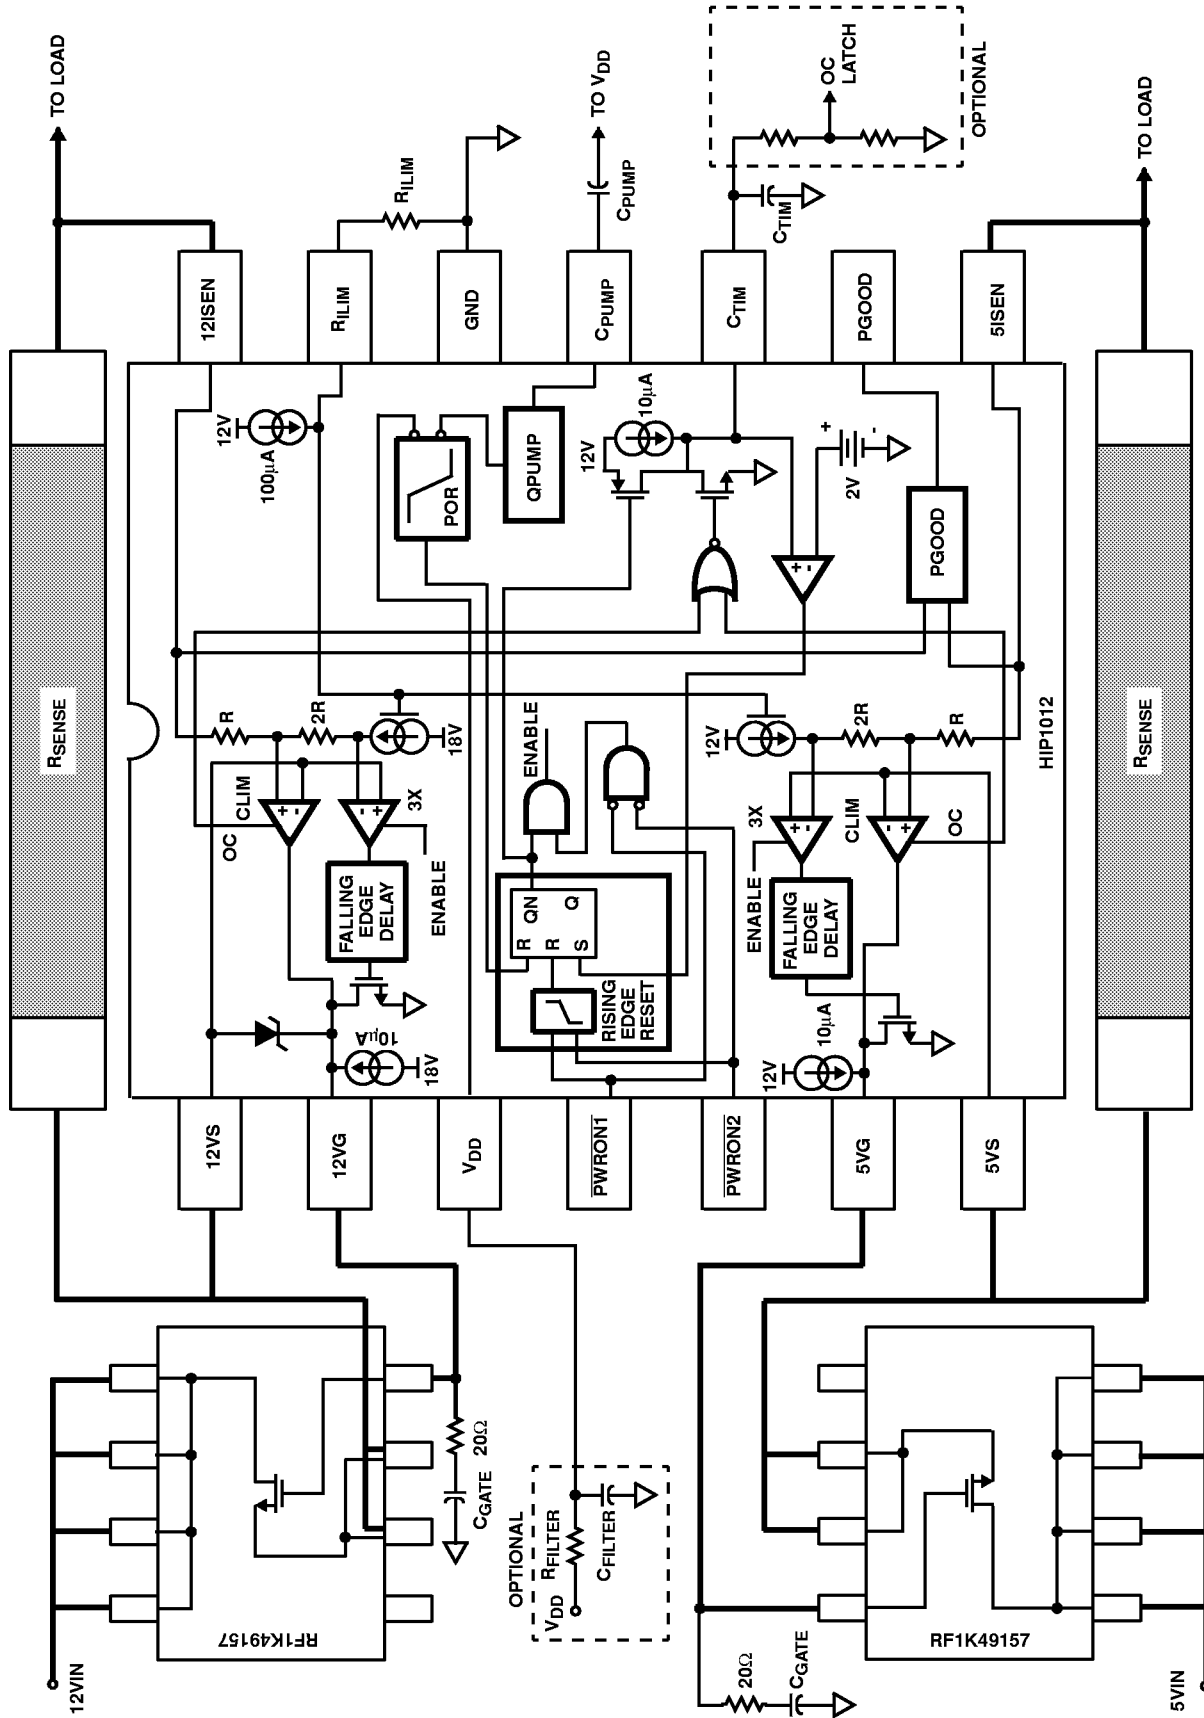 TO LOAD
RSENSE
12VIN
RF1K49157
20Ω
CGATE
12VS
12VG
VDD
PWRON1
PWRON2
5VG
5VS
12ISEN
RILIM
GND
CPUMP
CTIM
PGOOD
5ISEN
RILIM
CPUMP
TO VDD
CTIM
OC
LATCH
OPTIONAL
12V
100µA
POR
QPUMP
12V
10µA
2V
+
-
PGOOD
R
2R
18V
OC
CLIM
+
-
-
+
3X
FALLING
EDGE
DELAY
ENABLE
10µA
18V
ENABLE
QN
Q
R
R
S
RISING
EDGE
RESET
+
-
12V
2R
R
3X
+
-
CLIM
-
+
OC
ENABLE
FALLING
EDGE
DELAY
10µA
12V
HIP1012
OPTIONAL
RFILTER
VDD
CFILTER
20Ω
CGATE
RF1K49157
5VIN
RSENSE
TO LOAD